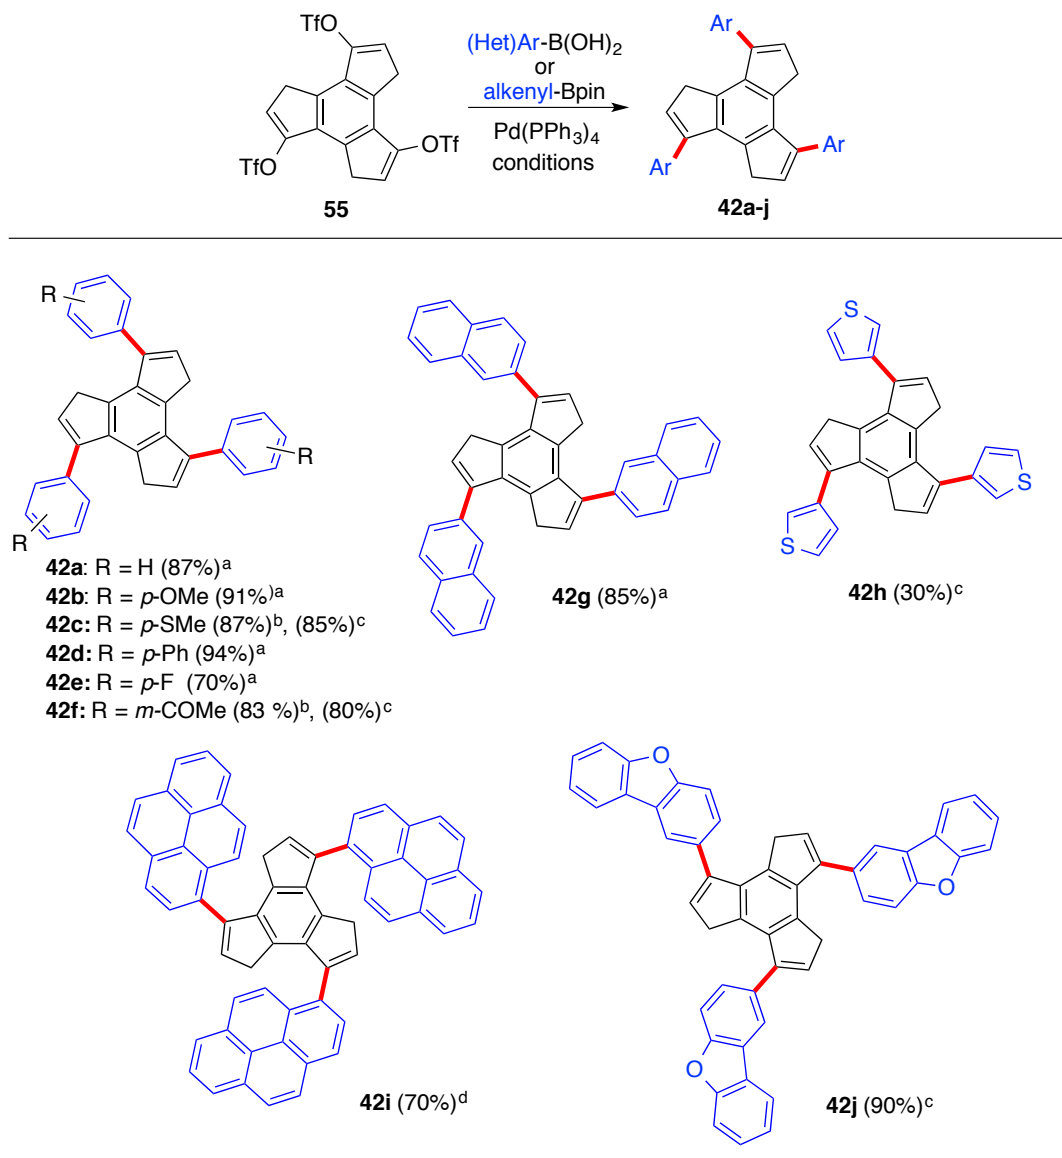 TfO
(Het)Ar-B(OH)2
or
alkenyl-Bpin
Pd(PPh3)4
conditions
OTf
TfO
55
Ar
Ar
Ar
42a-j
R
R
R
42a: R = H (87%)a
42b: R = p-OMe (91%)a
42c: R = p-SMe (87%)b, (85%)c
42d: R = p-Ph (94%)a
42e: R = p-F (70%)a
42f: R = m-COMe (83 %)b, (80%)c
42g (85%)a
S
S
S
42h (30%)c
42i (70%)d
O
O
O
42j (90%)c